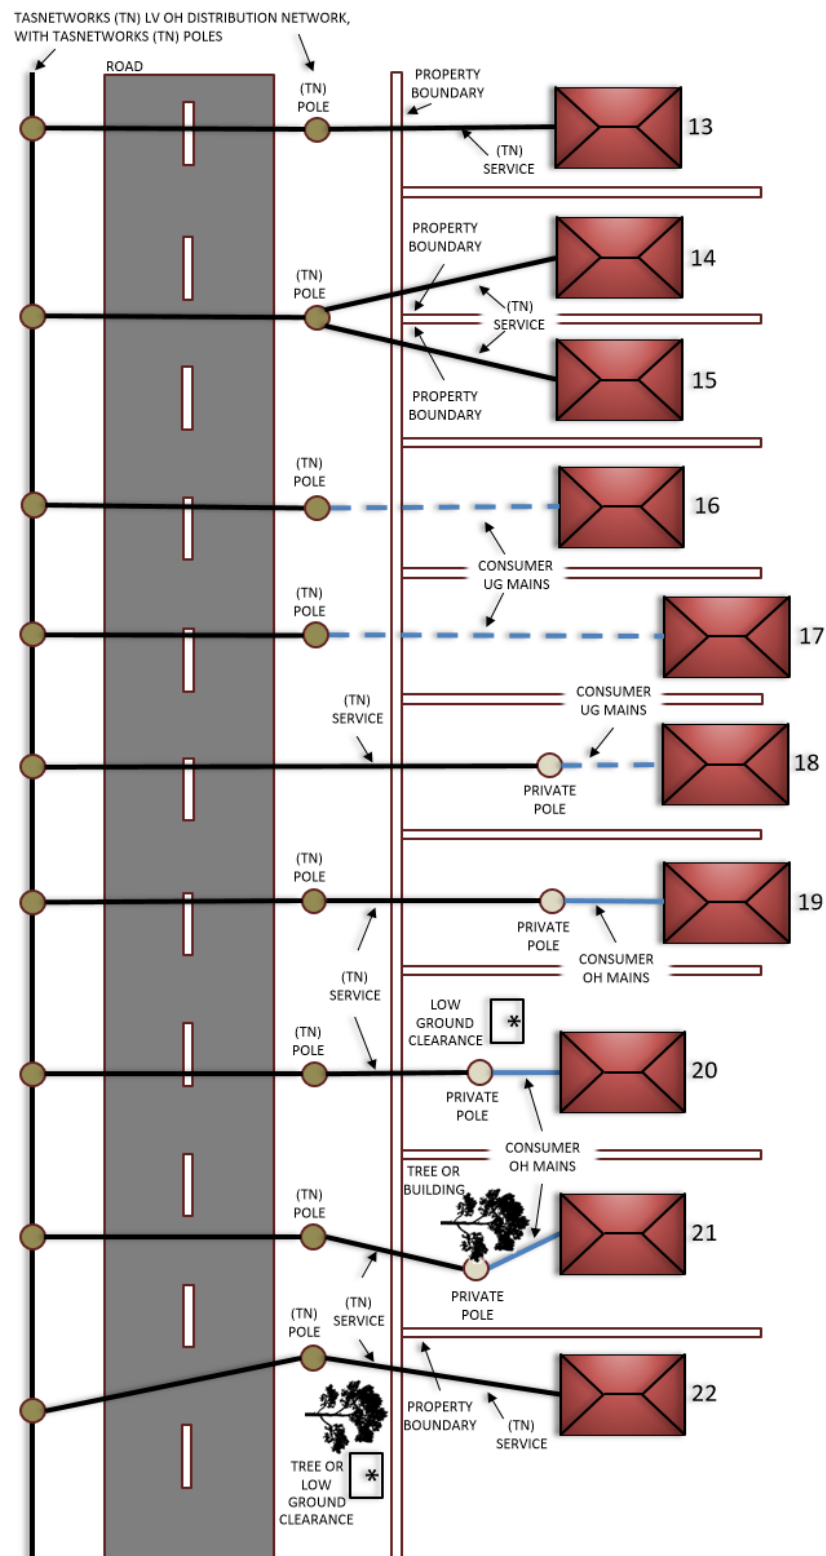 TASNETWORKS (TN) LV OH DISTRIBUTION NETWORK,
WITH TASNETWORKS (TN) POLES
ROAD
(TN)
POLE
PROPERTY
BOUNDARY
13
(TN)
SERVICE
PROPERTY
BOUNDARY
14
(TN)
POLE
(TN)
SERVICE
15
PROPERTY
BOUNDARY
(TN)
POLE
16
CONSUMER
UG MAINS
(TN)
POLE
17
(TN)
SERVICE
CONSUMER
UG MAINS
18
PRIVATE
POLE
(TN)
POLE
19
PRIVATE
POLE
CONSUMER
OH MAINS
(TN)
SERVICE
LOW
GROUND
CLEARANCE
*
(TN)
POLE
20
PRIVATE
POLE
CONSUMER
OH MAINS
TREE OR
BUILDING
(TN)
POLE
21
PRIVATE
POLE
(TN)
SERVICE
(TN)
POLE
22
PROPERTY
BOUNDARY
(TN)
SERVICE
TREE OR
LOW
GROUND
CLEARANCE
*